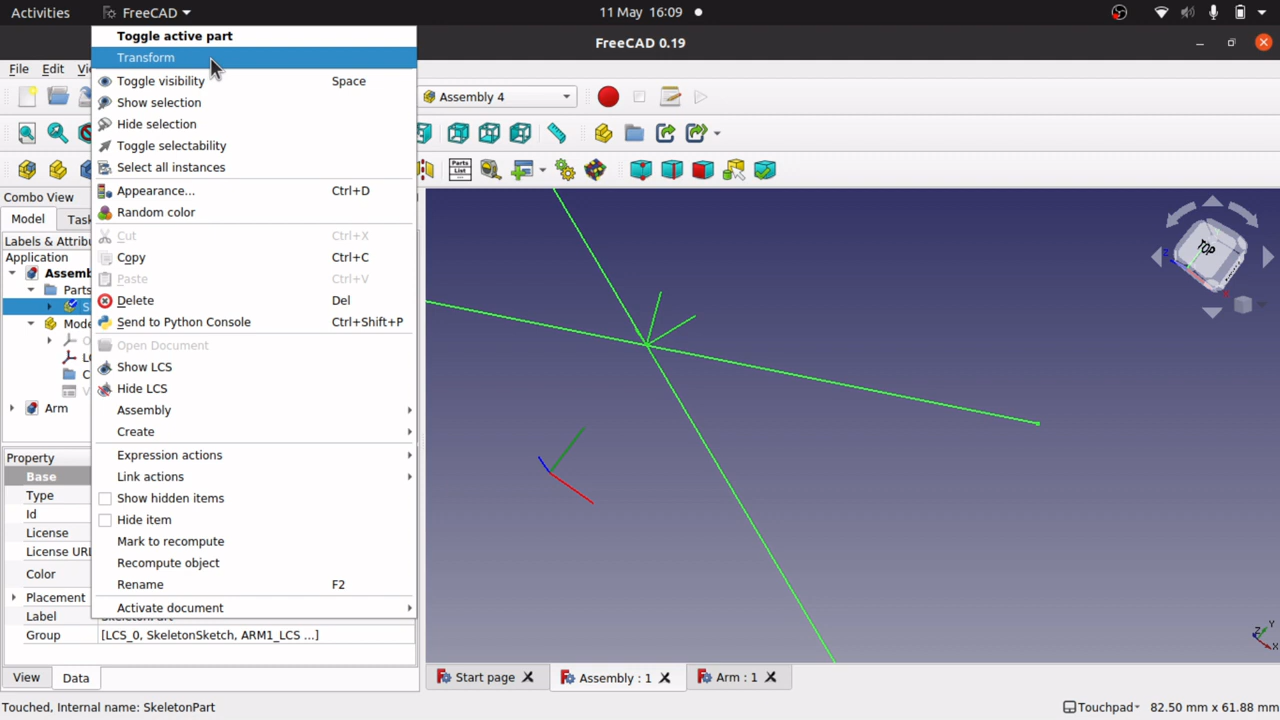 Activities FreeCAD 11 May 16:09
FreeCAD 0.19
File Edit
Assembly 4
Toggle active part
Transform
Toggle visibility Space
Show selection
Hide selection
Toggle selectability
Select all instances
Appearance... Ctrl+D
Random color
Cut Ctrl+X
Copy Ctrl+C
Paste Ctrl+V
Delete Del
Send to Python Console Ctrl+Shift+P
Open Document
Show LCS
Hide LCS
Assembly
Create
Expression actions
Link actions
Show hidden items
Hide item
Mark to recompute
Recompute object
Rename F2
Activate document
Parts List
Combo View
Model
Labels & Attribu
Application
Arm
Property
Base
Type
Id
License
License URL
Color
Placement
Label
Group [LCS_0, SkeletonSketch, ARM1_LCS ...]
View Data
TOP
Z Y X
Start page Assembly : 1 Arm : 1
Touched, Internal name: SkeletonPart Touchpad 82.50 mm x 61.88 mm